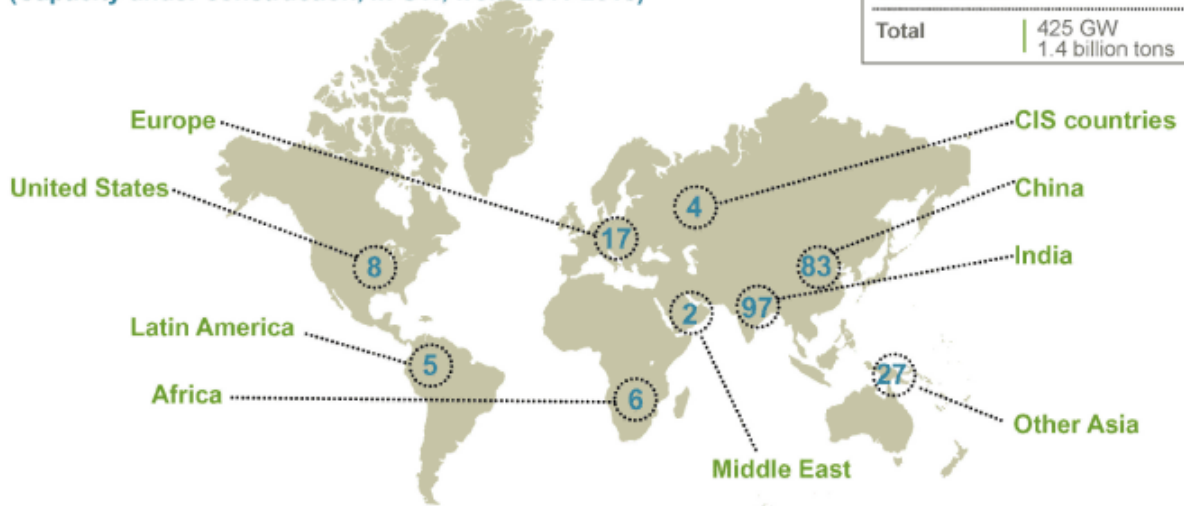 Total 425 GW
1.4 billion tons
Europe
CIS countries
United States
China
4
17
India
8
83
97
2
Latin America
5
27
Africa
6
Other Asia
Middle East